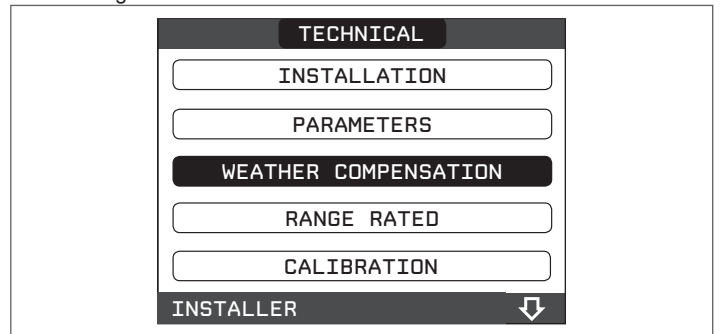 TECHNICAL
INSTALLATION
PARAMETERS
WEATHER COMPENSATION
RANGE RATED
CALIBRATION
INSTALLER